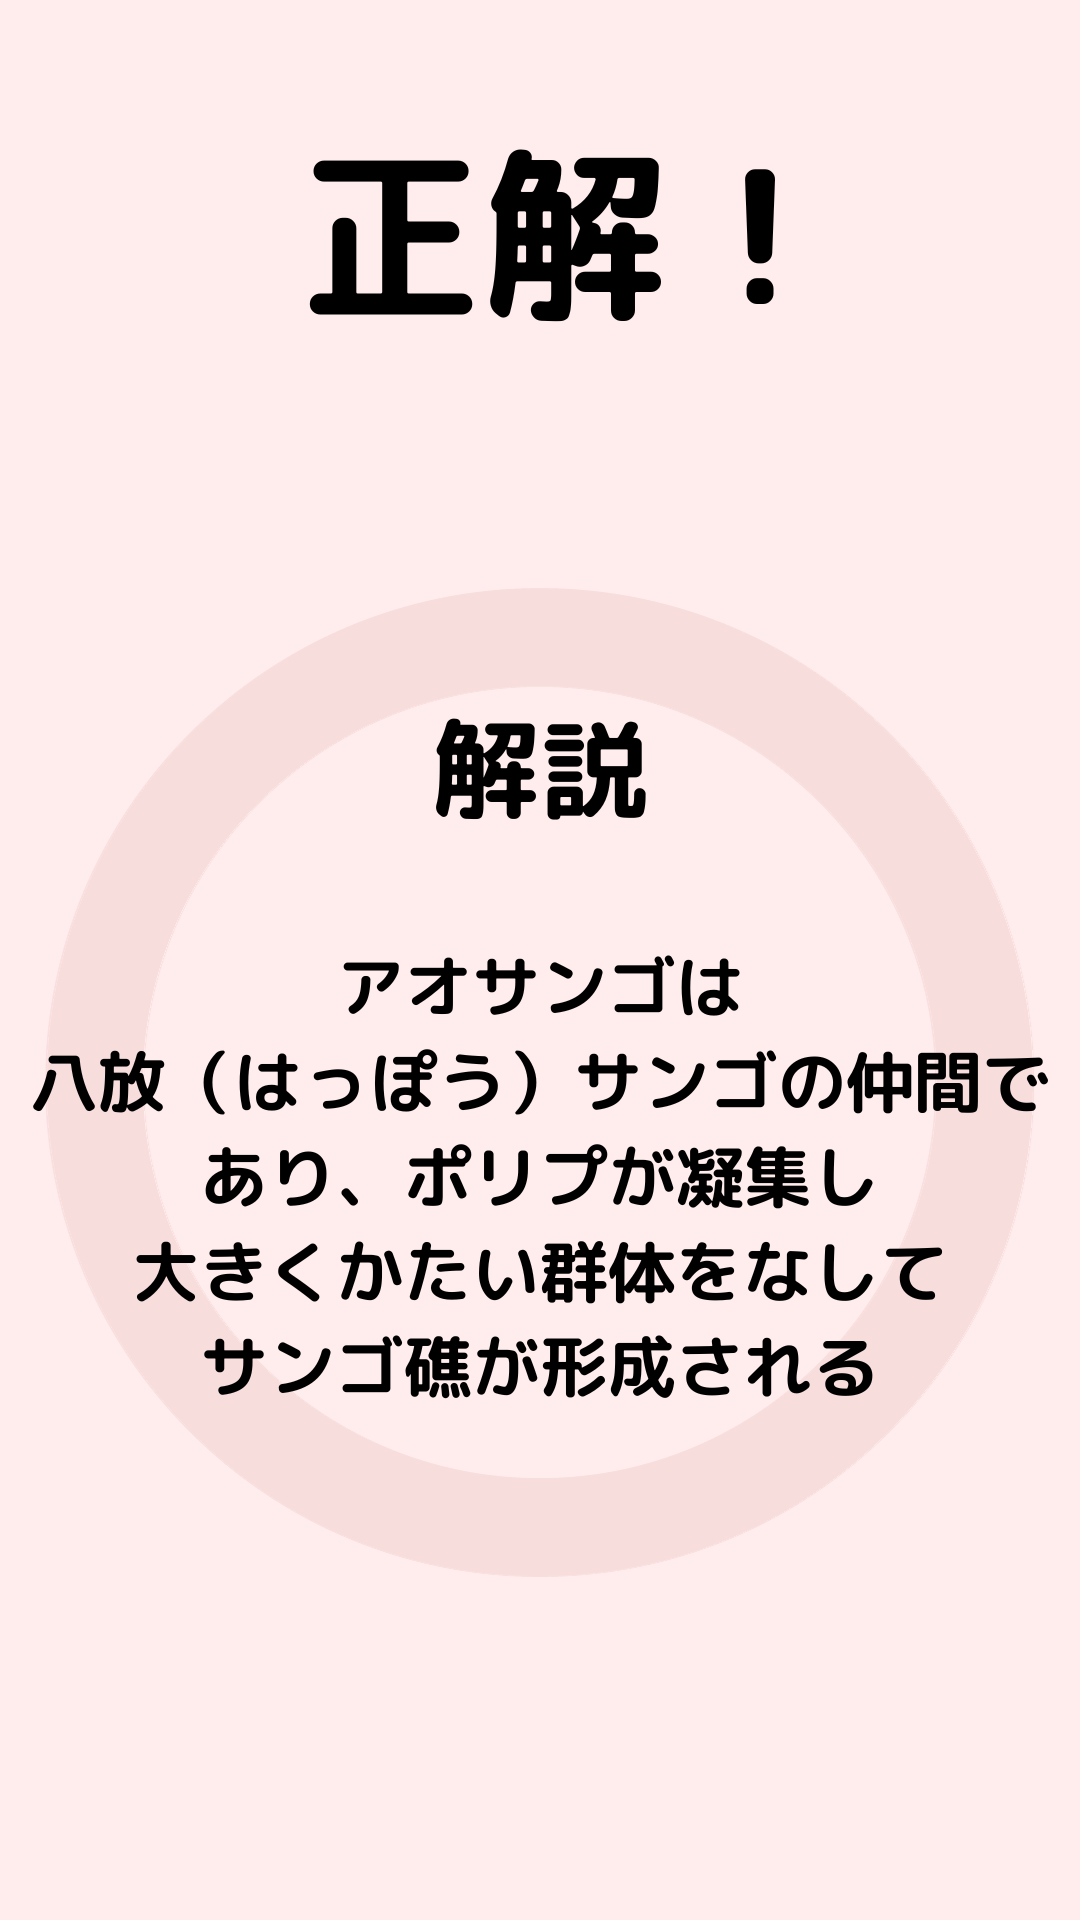 正解！
解説
アオサンゴは
八放（はっぽう）サンゴの仲間で
あり、ポリプが凝集し
大きくかたい群体をなして
サンゴ礁が形成される